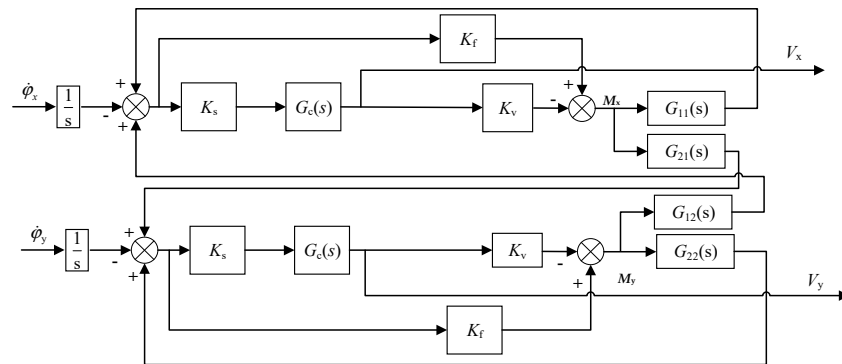 K_f
V_x
+
+
φ̇_x
1/s
-
+
K_s
G_c(s)
K_v
-
M_x
G_11(s)
G_21(s)
G_12(s)
+
φ̇_y
1/s
-
+
K_s
G_c(s)
K_v
-
+
M_y
G_22(s)
V_y
K_f